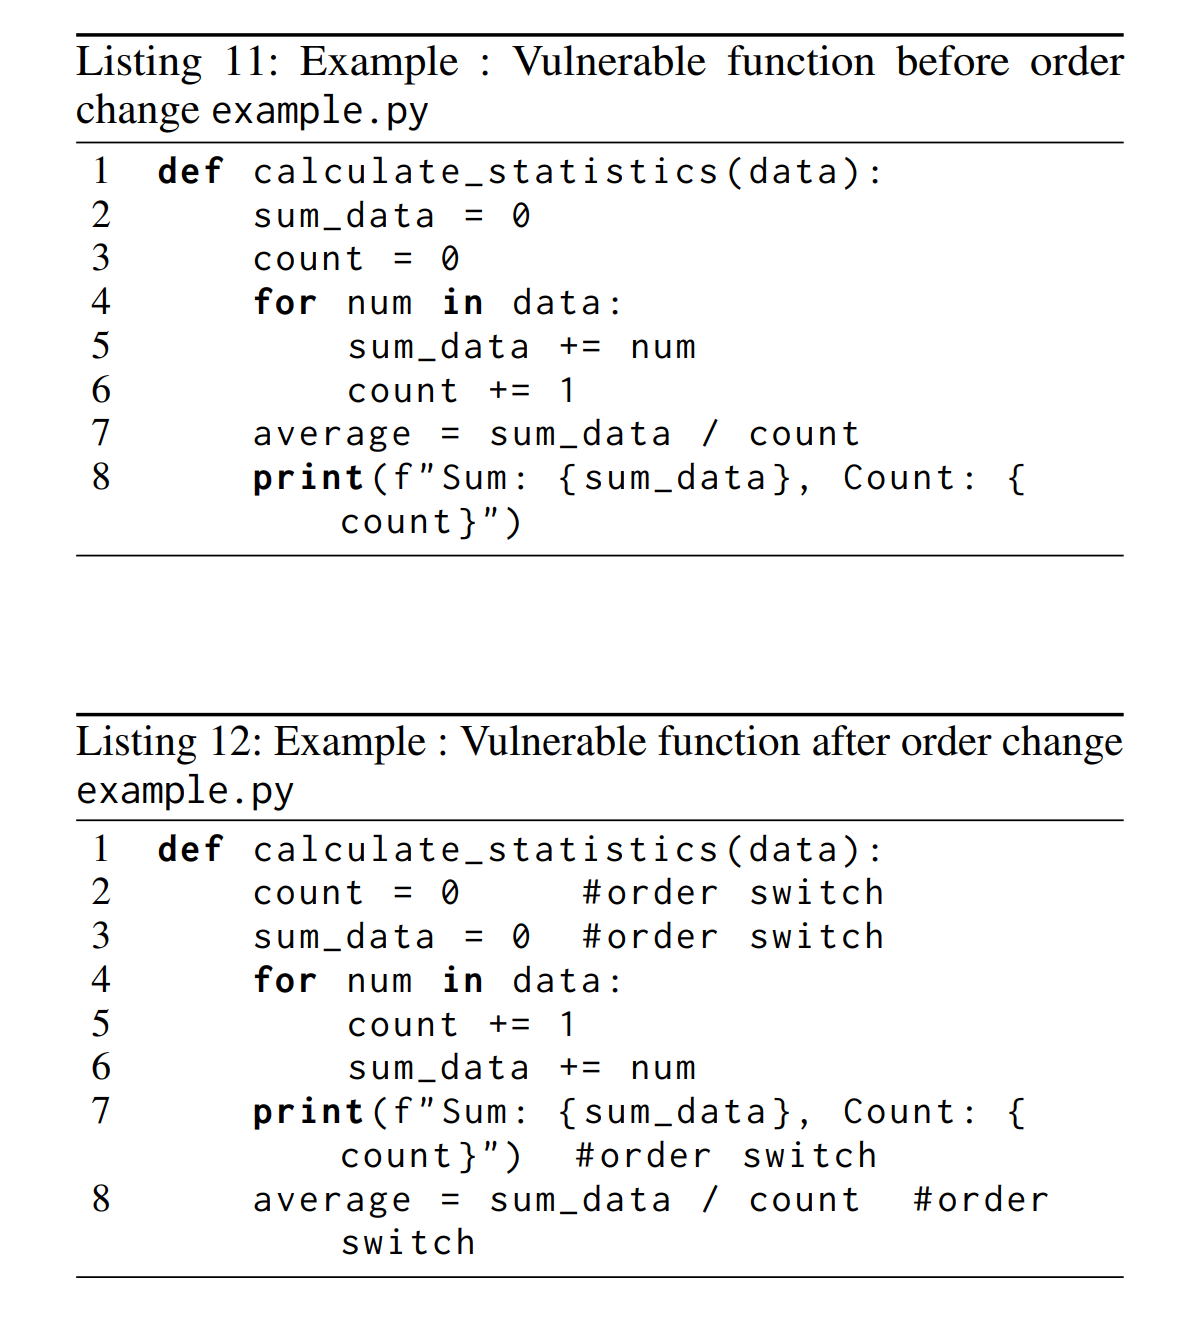 Listing 11: Example : Vulnerable function before order
change example.py
1 def calculate_statistics(data):
2 sum_data = 0
3 count = 0
4 for num in data:
5 sum_data += num
6 count += 1
7 average = sum_data / count
8 print(f"Sum: {sum_data}, Count: {
count}")
Listing 12: Example : Vulnerable function after order change
example.py
1 def calculate_statistics(data):
2 count = 0 #order switch
3 sum_data = 0 #order switch
4 for num in data:
5 count += 1
6 sum_data += num
7 print(f"Sum: {sum_data}, Count: {
count}") #order switch
8 average = sum_data / count #order
switch